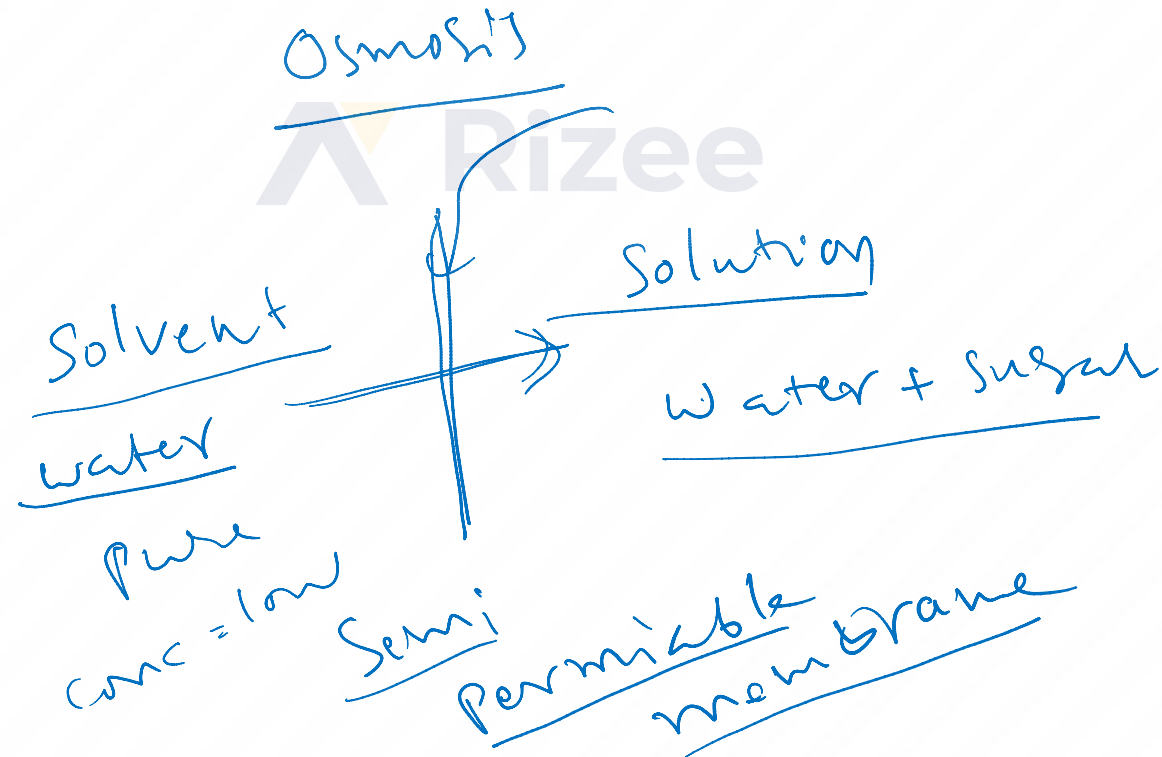 Osmosis
Rizee
Solution
Solvent
water + sugar
water
pure
conc = low
Semi
permiable
membrane